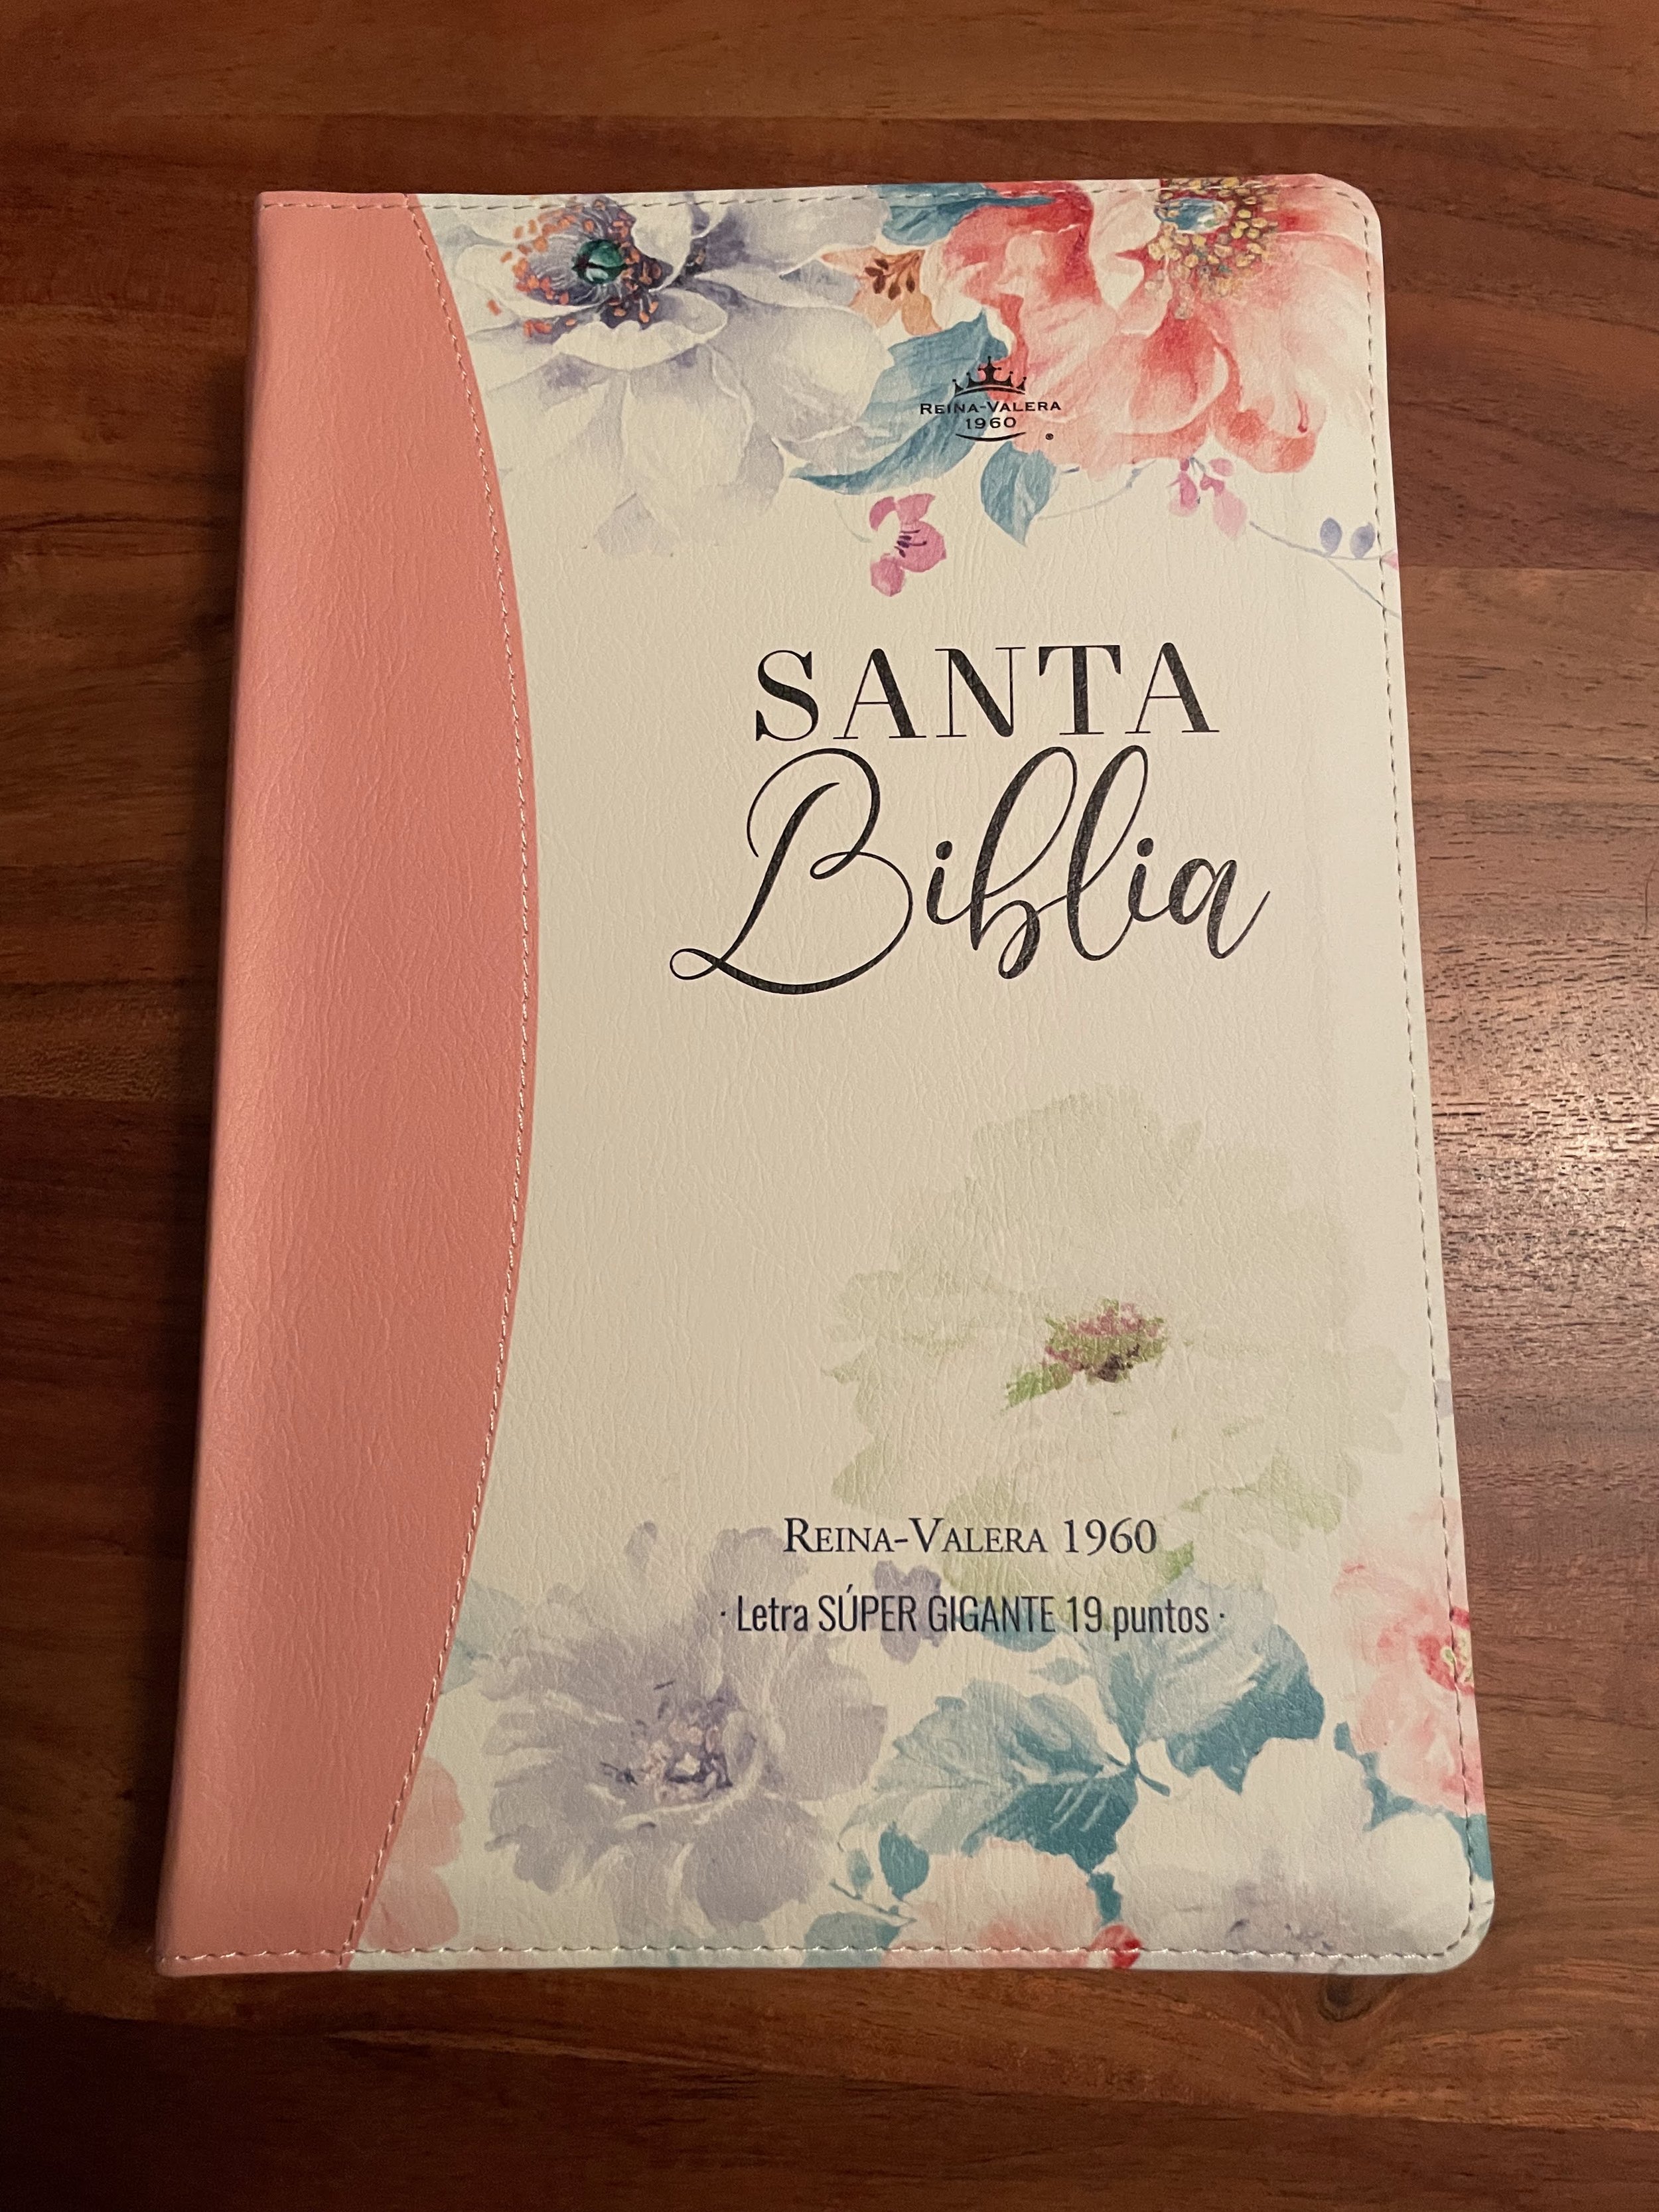 REINA-VALERA
1960
®
SANTA
Biblia
REINA-VALERA 1960
· Letra SÚPER GIGANTE 19 puntos ·